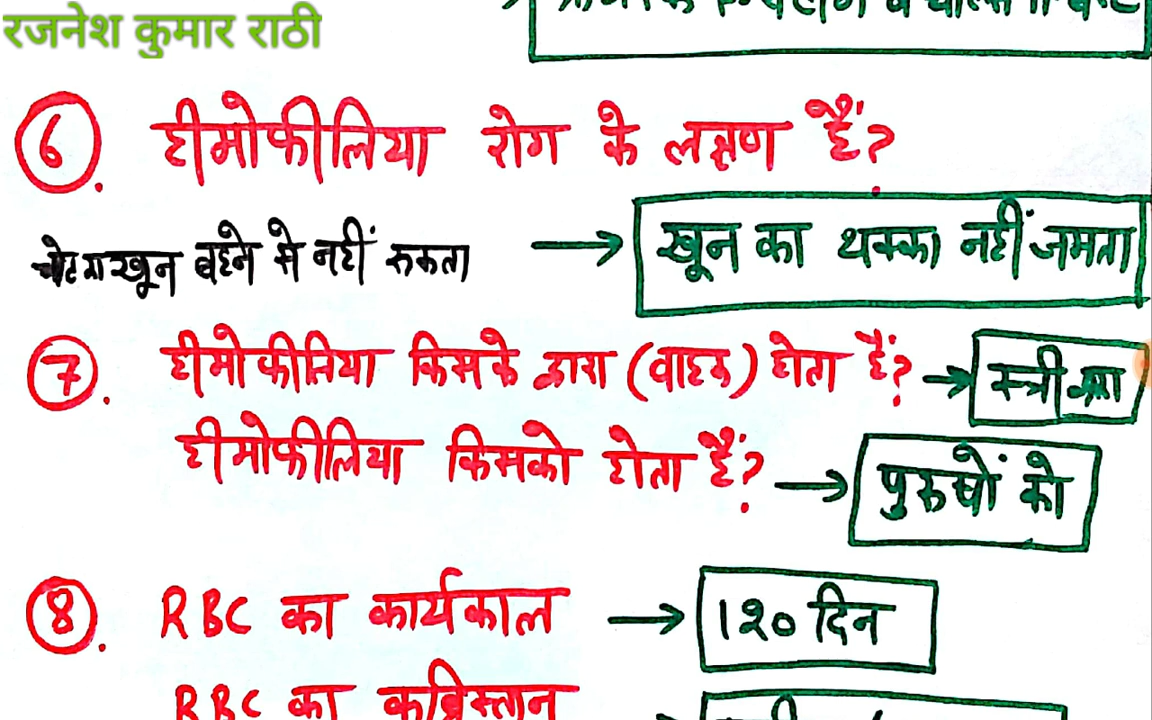 रजनेश कुमार राठी
6. हीमोफीलिया रोग के लक्षण हैं?
खून बहने से नहीं रुकता → खून का थक्का नहीं जमता
7. हीमोफीलिया किसके द्वारा (वाहक) होता हैं? → स्त्री
हीमोफीलिया किसको होता हैं? → पुरुषों को
8. RBC का कार्यकाल → 120 दिन
RBC का कब्रिस्तान